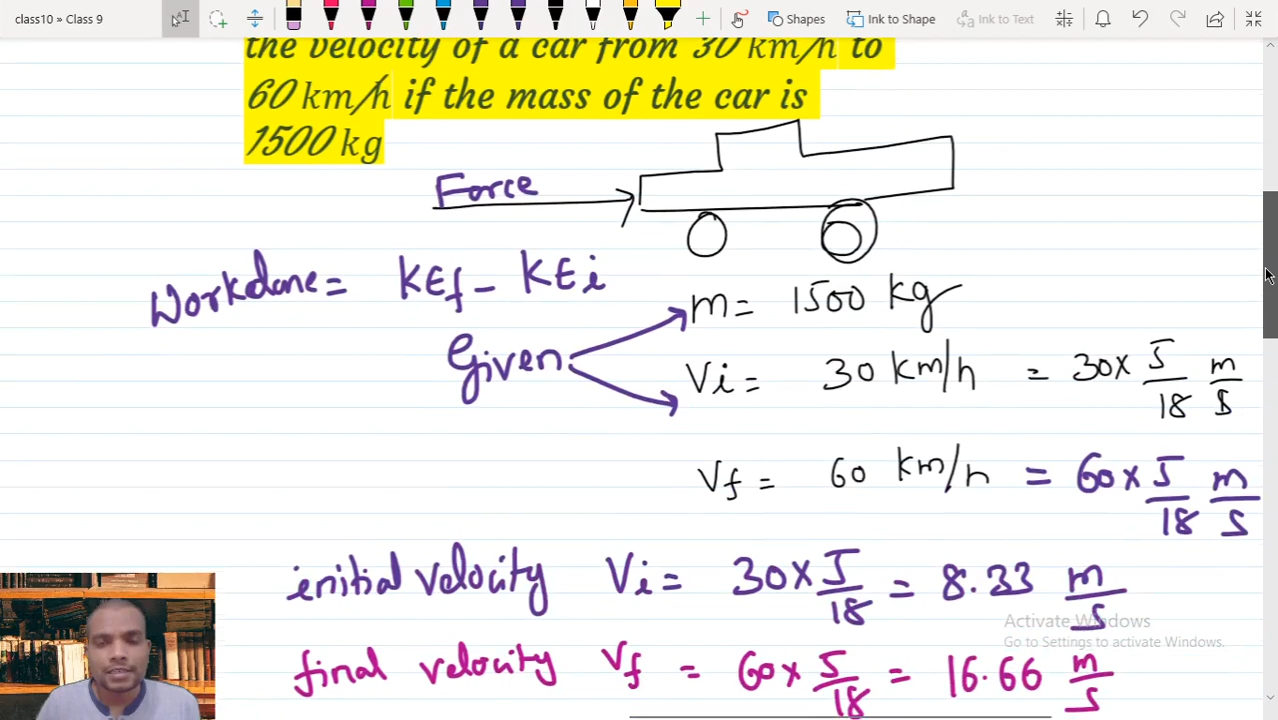 class10 » Class 9
Shapes
Ink to Shape
Ink to Text
the velocity of a car from 30 km/h to
60 km/h if the mass of the car is
1500 kg
Force
Workdone = KEf - KEi
m = 1500 kg
Given
Vi = 30 km/h = 30 x 5/18 m/s
Vf = 60 km/h = 60 x 5/18 m/s
initial velocity Vi = 30 x 5/18 = 8.33 m/s
Activate Windows
Go to Settings to activate Windows.
final velocity Vf = 60 x 5/18 = 16.66 m/s